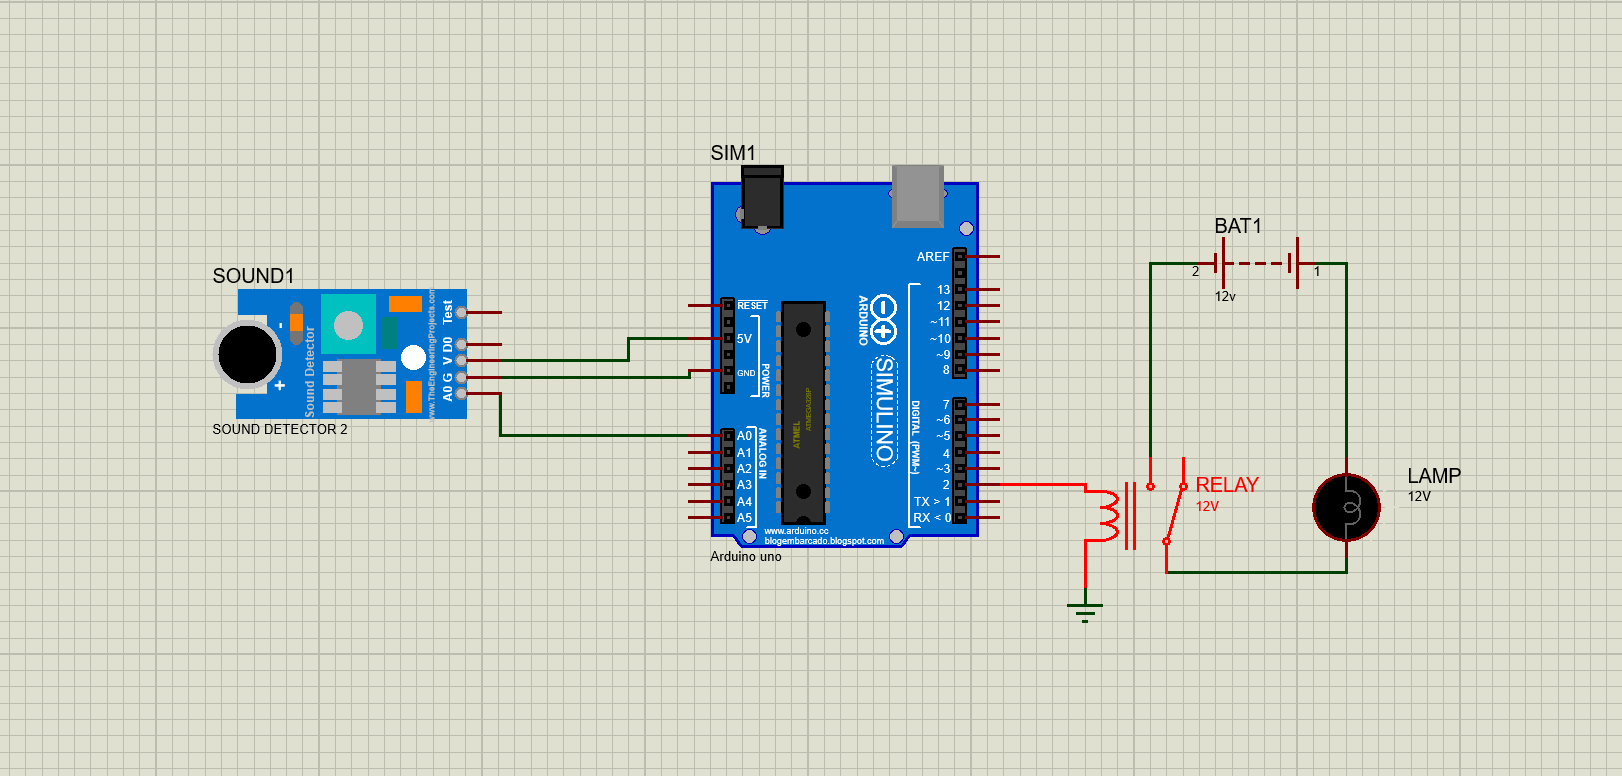 SOUND1
Sound Detector
-
+
www.TheEngineeringProjects.com
Test
D0
V
G
A0
SOUND DETECTOR 2
SIM1
RESET
5V
GND
POWER
A0
A1
A2
A3
A4
A5
ANALOG IN
ATMEL
ATMEGA328P
ARDUINO
SIMULINO
AREF
13
12
~11
~10
~9
8
7
~6
~5
4
~3
2
TX > 1
RX < 0
DIGITAL (PWM~)
www.arduino.cc
blogembarcado.blogspot.com
Arduino uno
BAT1
2
1
12v
RELAY
12V
LAMP
12V